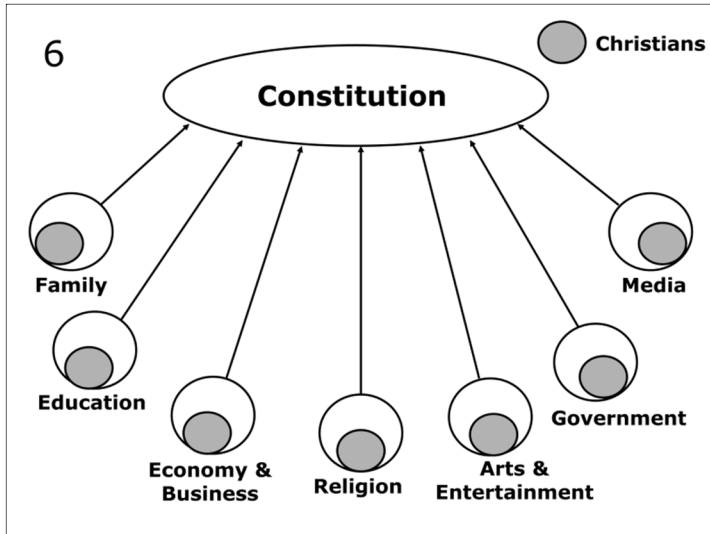 6
Christians
Constitution
Family
Media
Education
Government
Economy &
Business
Religion
Arts &
Entertainment